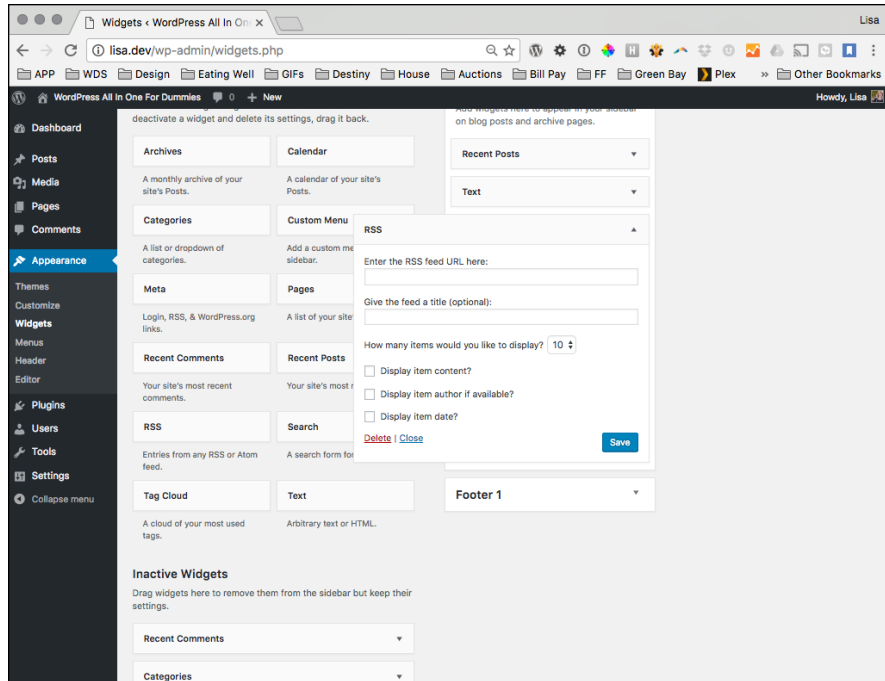 Widgets ‹ WordPress All In One
Lisa
lisa.dev/wp-admin/widgets.php
APP WDS Design Eating Well GIFs Destiny House Auctions Bill Pay FF Green Bay Plex » Other Bookmarks
WordPress All In One For Dummies 0 + New Howdy, Lisa
Dashboard
Posts
Media
Pages
Comments
Appearance
Themes
Customize
Widgets
Menus
Header
Editor
Plugins
Users
Tools
Settings
Collapse menu
deactivate a widget and delete its settings, drag it back.
Archives
A monthly archive of your
site's Posts.
Calendar
A calendar of your site's
Posts.
Categories
A list or dropdown of
categories.
Custom Menu
Add a custom me
sidebar.
Meta
Login, RSS, & WordPress.org
links.
Pages
A list of your site'
Recent Comments
Your site's most recent
comments.
Recent Posts
Your site's most r
RSS
Entries from any RSS or Atom
feed.
Search
A search form fo
Tag Cloud
A cloud of your most used
tags.
Text
Arbitrary text or HTML.
Inactive Widgets
Drag widgets here to remove them from the sidebar but keep their
settings.
Recent Comments
Categories
Add widgets here to appear in your sidebar
on blog posts and archive pages.
Recent Posts
Text
RSS
Enter the RSS feed URL here:
Give the feed a title (optional):
How many items would you like to display? 10
Display item content?
Display item author if available?
Display item date?
Delete | Close
Save
Footer 1